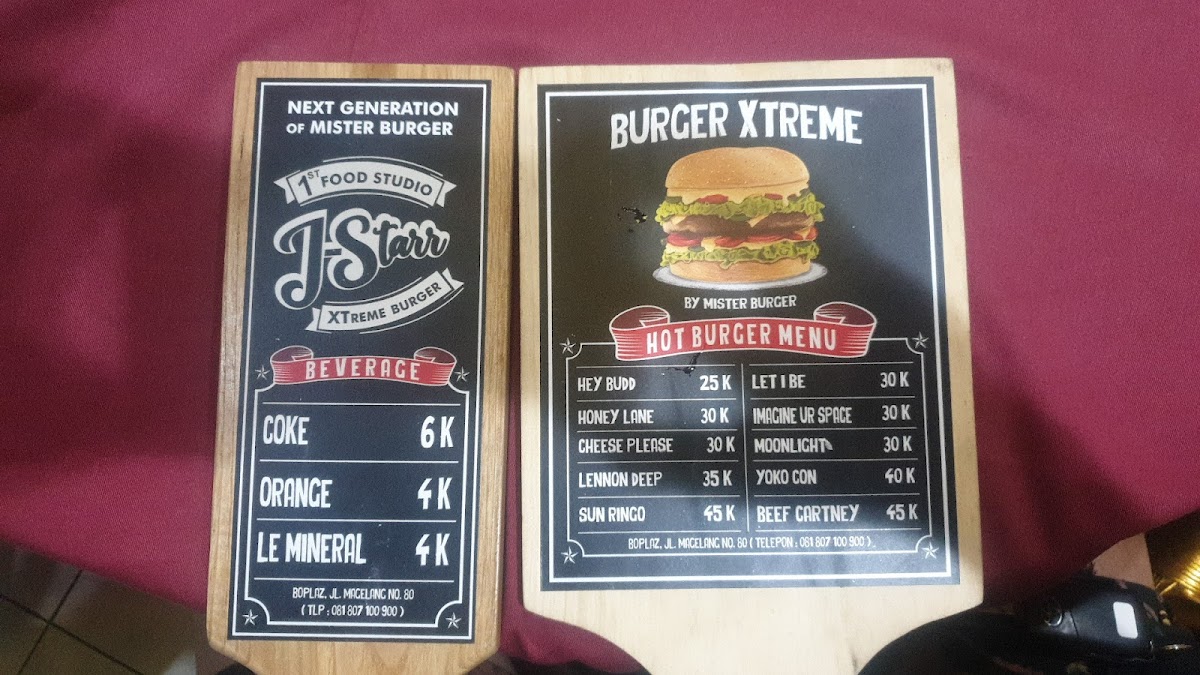 NEXT GENERATION
OF MISTER BURGER
1ST FOOD STUDIO
J-Starr
XTREME BURGER
BEVERAGE
COKE 6 K
ORANGE 4 K
LE MINERAL 4 K
BOPLAZ, JL. MAGELANG NO. 80
( TLP : 081 807 100 900 )
BURGER XTREME
BY MISTER BURGER
HOT BURGER MENU
HEY BUDD 25 K
HONEY LANE 30 K
CHEESE PLEASE 30 K
LENNON DEEP 35 K
SUN RINGO 45 K
LET I BE 30 K
IMAGINE UR SPACE 30 K
MOONLIGHT 30 K
YOKO CON 40 K
BEEF CARTNEY 45 K
BOPLAZ, JL. MAGELANG NO. 80 ( TELEPON : 081 807 100 900 )